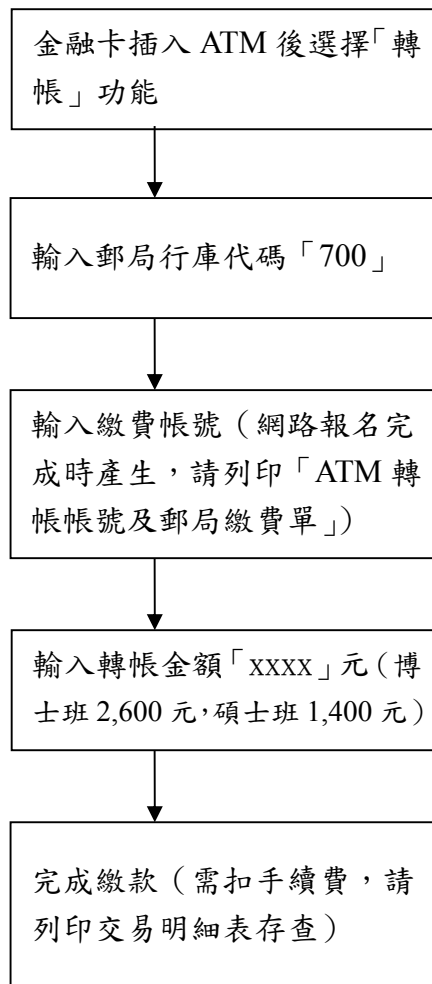 金融卡插入 ATM 後選擇「轉
帳」功能
輸入郵局行庫代碼「700」
輸入繳費帳號（網路報名完
成時產生，請列印「ATM 轉
帳帳號及郵局繳費單」）
輸入轉帳金額「xxxx」元（博
士班 2,600 元，碩士班 1,400 元）
完成繳款（需扣手續費，請
列印交易明細表存查）